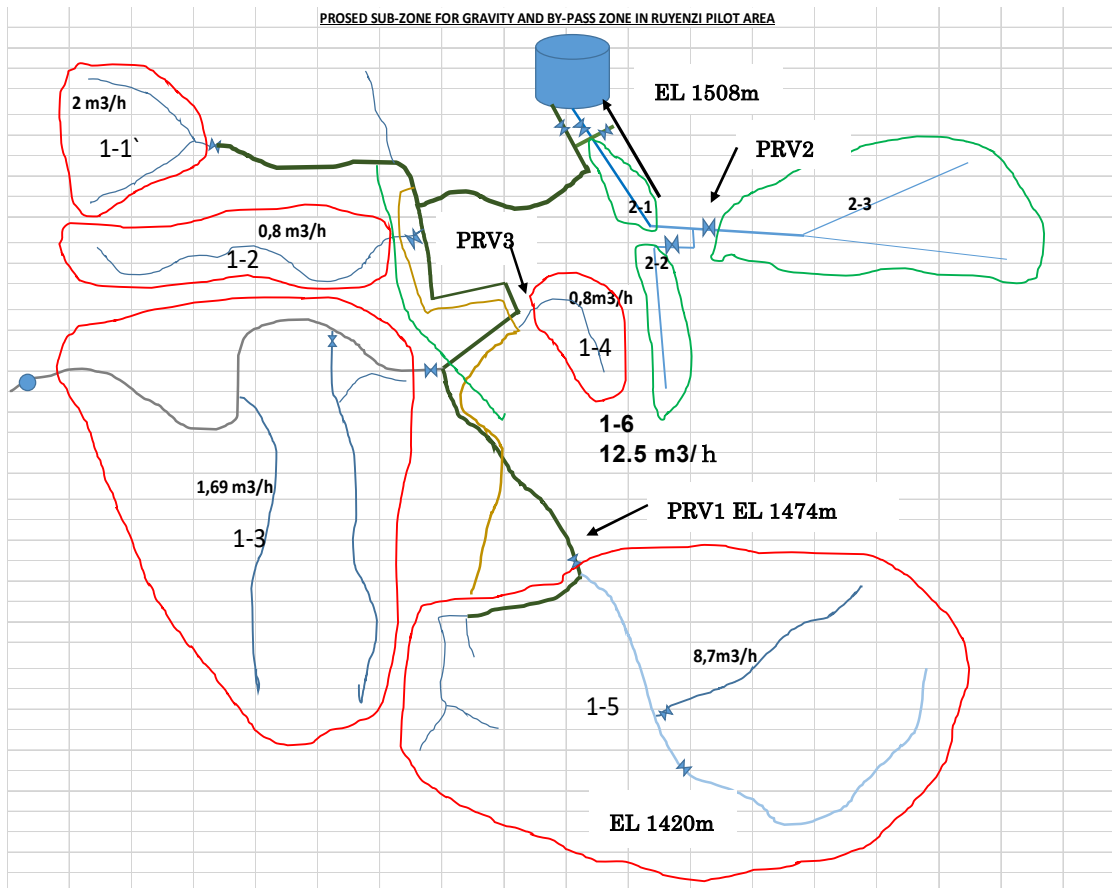 PROSED SUB-ZONE FOR GRAVITY AND BY-PASS ZONE IN RUYENZI PILOT AREA
EL 1508m
2 m3/h
1-1`
PRV2
2-1
2-3
0,8 m3/h
1-2
PRV3
2-2
0,8m3/h
1-4
1-6
12.5 m3/ h
1,69 m3/h
1-3
PRV1 EL 1474m
8,7m3/h
1-5
EL 1420m